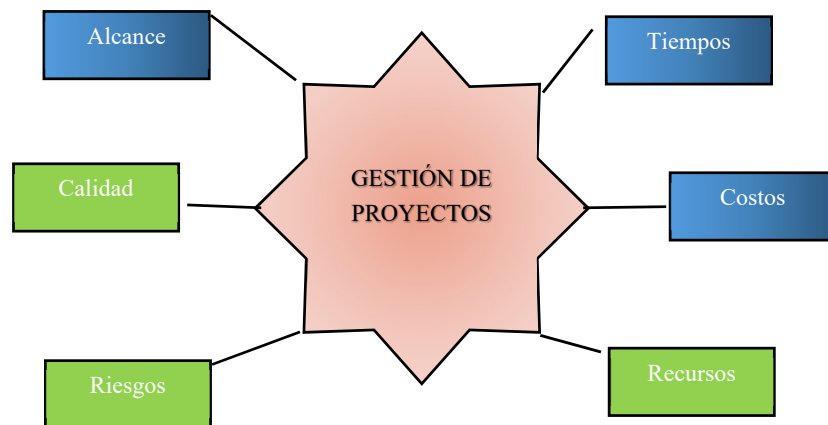 Alcance
Tiempos
GESTIÓN DE
PROYECTOS
Calidad
Costos
Riesgos
Recursos